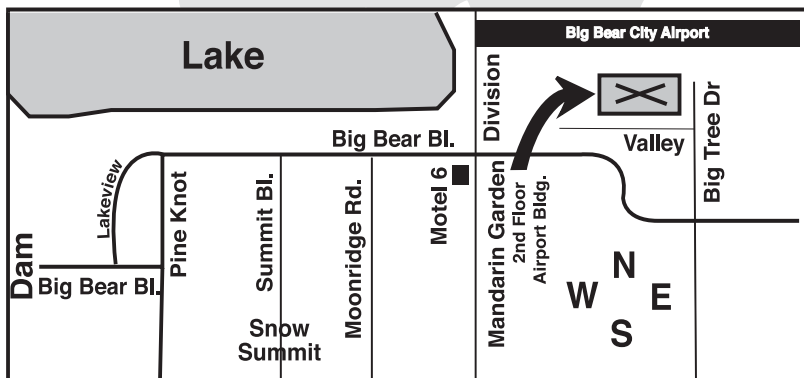 Big Bear City Airport
Lake
Division
Big Bear Bl.
Valley
Big Tree Dr
Lakeview
Pine Knot
Summit Bl.
Moonridge Rd.
Motel 6
Mandarin Garden
2nd Floor
Airport Bldg.
Dam
Big Bear Bl.
Snow
Summit
N
W E
S